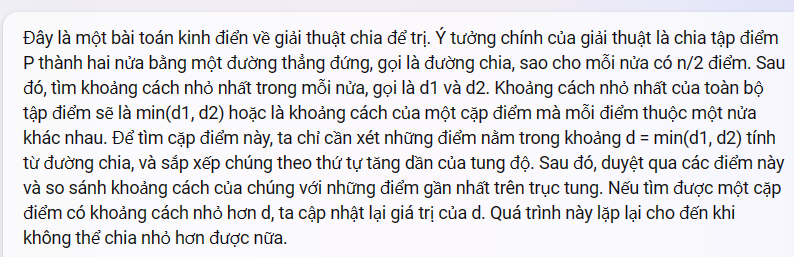 Đây là một bài toán kinh điển về giải thuật chia để trị. Ý tưởng chính của giải thuật là chia tập điểm
P thành hai nửa bằng một đường thẳng đứng, gọi là đường chia, sao cho mỗi nửa có n/2 điểm. Sau
đó, tìm khoảng cách nhỏ nhất trong mỗi nửa, gọi là d1 và d2. Khoảng cách nhỏ nhất của toàn bộ
tập điểm sẽ là min(d1, d2) hoặc là khoảng cách của một cặp điểm mà mỗi điểm thuộc một nửa
khác nhau. Để tìm cặp điểm này, ta chỉ cần xét những điểm nằm trong khoảng d = min(d1, d2) tính
từ đường chia, và sắp xếp chúng theo thứ tự tăng dần của tung độ. Sau đó, duyệt qua các điểm này
và so sánh khoảng cách của chúng với những điểm gần nhất trên trục tung. Nếu tìm được một cặp
điểm có khoảng cách nhỏ hơn d, ta cập nhật lại giá trị của d. Quá trình này lặp lại cho đến khi
không thể chia nhỏ hơn được nữa.